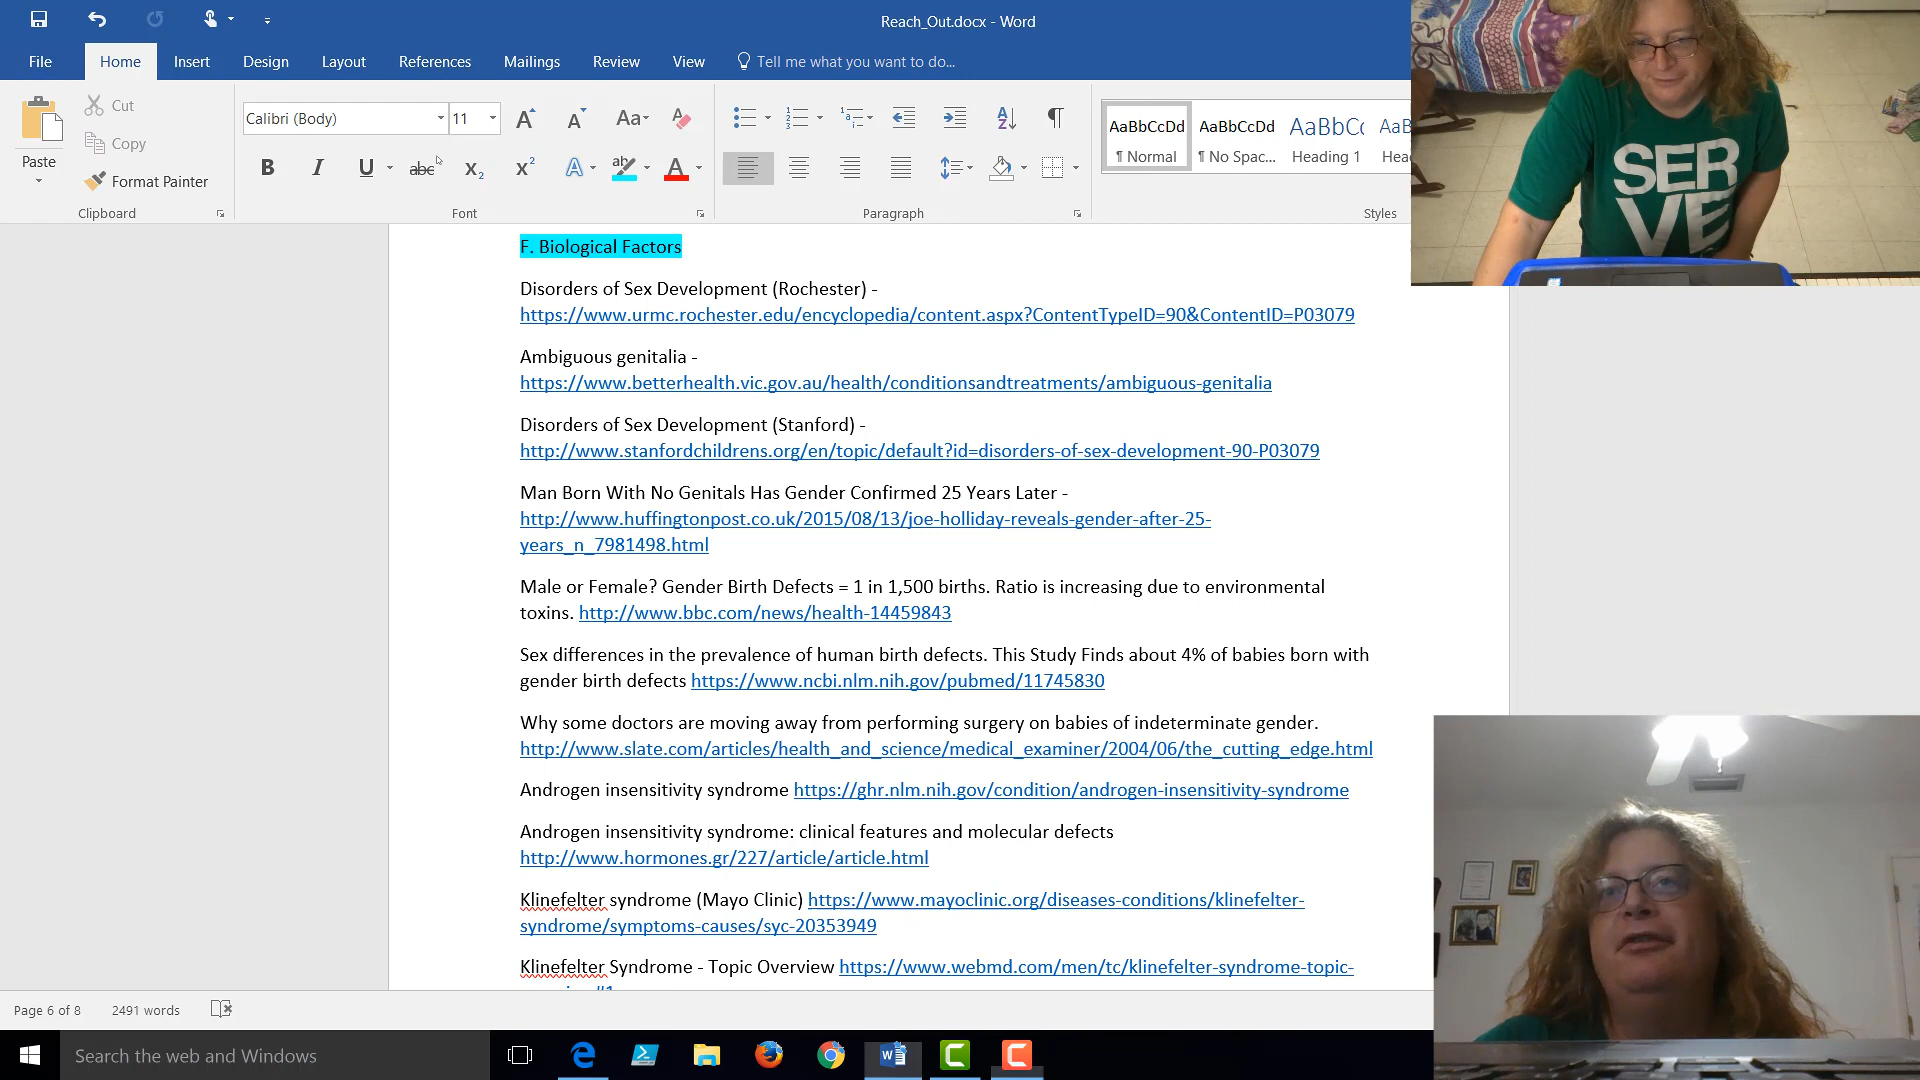 Reach_Out.docx - Word
File Home Insert Design Layout References Mailings Review View Tell me what you want to do...
Paste
Cut
Copy
Format Painter
Clipboard
Calibri (Body) 11 A A Aa
B I U abc X2 X2 A ab A
Font
Paragraph
AaBbCcDd AaBbCcDd AaBbCc AaB
¶ Normal ¶ No Spac... Heading 1 Hea
Styles
SER
VE
F. Biological Factors
Disorders of Sex Development (Rochester) -
https://www.urmc.rochester.edu/encyclopedia/content.aspx?ContentTypeID=90&ContentID=P03079
Ambiguous genitalia -
https://www.betterhealth.vic.gov.au/health/conditionsandtreatments/ambiguous-genitalia
Disorders of Sex Development (Stanford) -
http://www.stanfordchildrens.org/en/topic/default?id=disorders-of-sex-development-90-P03079
Man Born With No Genitals Has Gender Confirmed 25 Years Later -
http://www.huffingtonpost.co.uk/2015/08/13/joe-holliday-reveals-gender-after-25-
years_n_7981498.html
Male or Female? Gender Birth Defects = 1 in 1,500 births. Ratio is increasing due to environmental
toxins. http://www.bbc.com/news/health-14459843
Sex differences in the prevalence of human birth defects. This Study Finds about 4% of babies born with
gender birth defects https://www.ncbi.nlm.nih.gov/pubmed/11745830
Why some doctors are moving away from performing surgery on babies of indeterminate gender.
http://www.slate.com/articles/health_and_science/medical_examiner/2004/06/the_cutting_edge.html
Androgen insensitivity syndrome https://ghr.nlm.nih.gov/condition/androgen-insensitivity-syndrome
Androgen insensitivity syndrome: clinical features and molecular defects
http://www.hormones.gr/227/article/article.html
Klinefelter syndrome (Mayo Clinic) https://www.mayoclinic.org/diseases-conditions/klinefelter-
syndrome/symptoms-causes/syc-20353949
Klinefelter Syndrome - Topic Overview https://www.webmd.com/men/tc/klinefelter-syndrome-topic-
Page 6 of 8 2491 words
Search the web and Windows